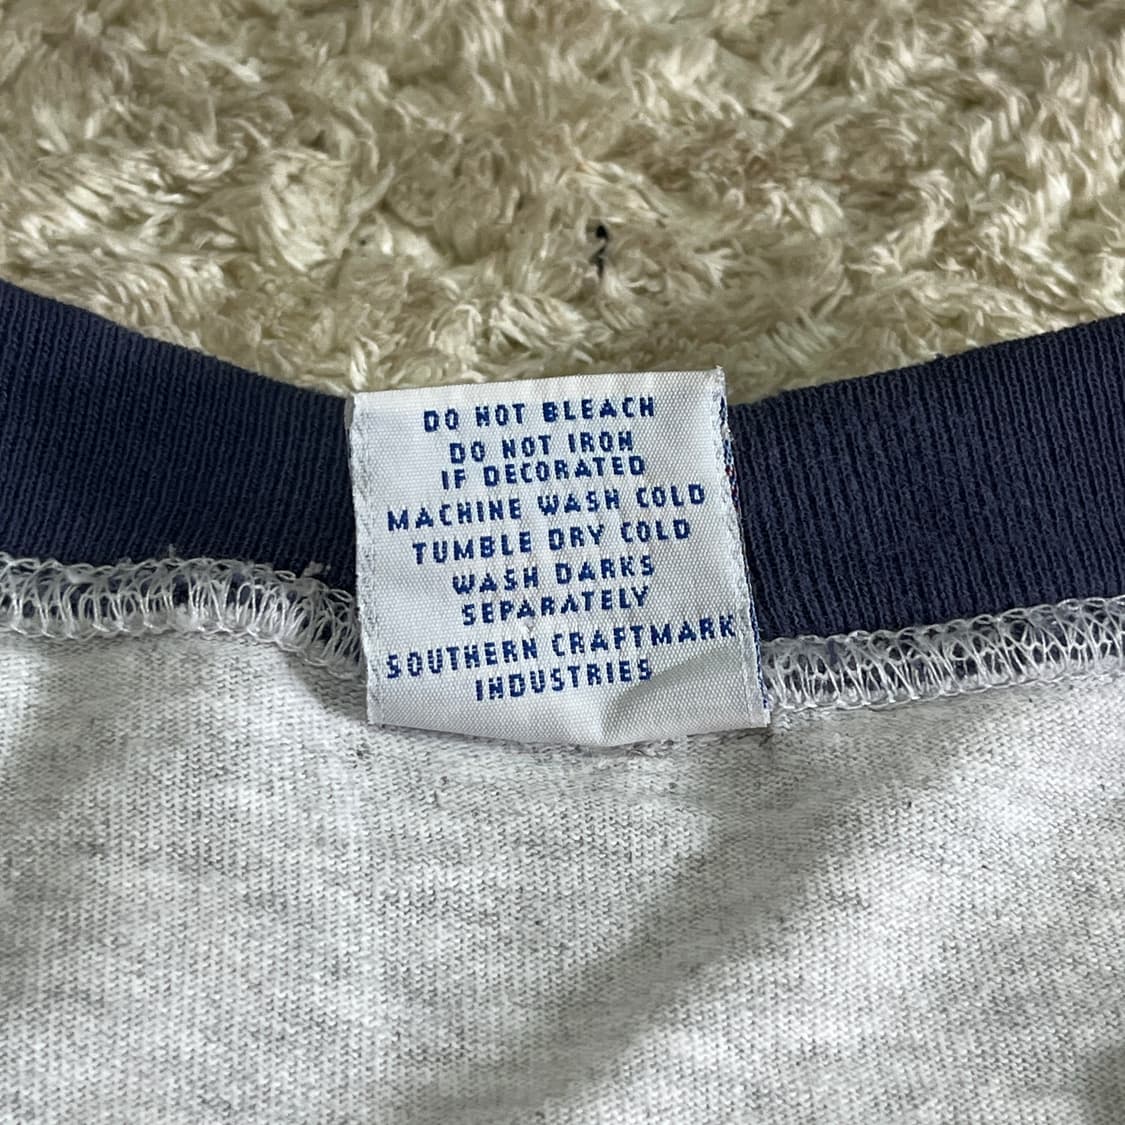 DO NOT BLEACH
DO NOT IRON
IF DECORATED
MACHINE WASH COLD
TUMBLE DRY COLD
WASH DARKS
SEPARATELY
SOUTHERN CRAFTMARK
INDUSTRIES